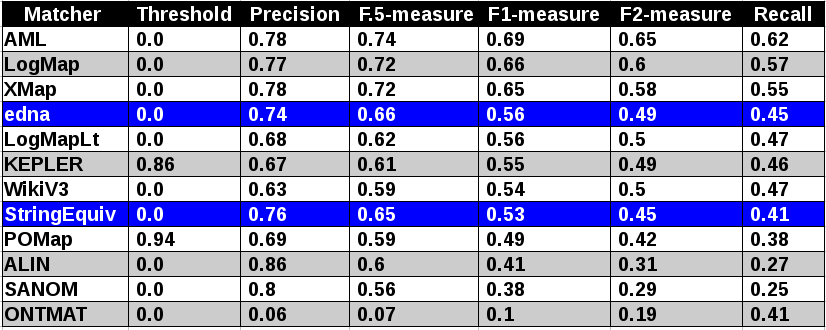 Matcher Threshold Precision F.5-measure F1-measure F2-measure Recall
AML 0.0 0.78 0.74 0.69 0.65 0.62
LogMap 0.0 0.77 0.72 0.66 0.6 0.57
XMap 0.0 0.78 0.72 0.65 0.58 0.55
edna 0.0 0.74 0.66 0.56 0.49 0.45
LogMapLt 0.0 0.68 0.62 0.56 0.5 0.47
KEPLER 0.86 0.67 0.61 0.55 0.49 0.46
WikiV3 0.0 0.63 0.59 0.54 0.5 0.47
StringEquiv 0.0 0.76 0.65 0.53 0.45 0.41
POMap 0.94 0.69 0.59 0.49 0.42 0.38
ALIN 0.0 0.86 0.6 0.41 0.31 0.27
SANOM 0.0 0.8 0.56 0.38 0.29 0.25
ONTMAT 0.0 0.06 0.07 0.1 0.19 0.41